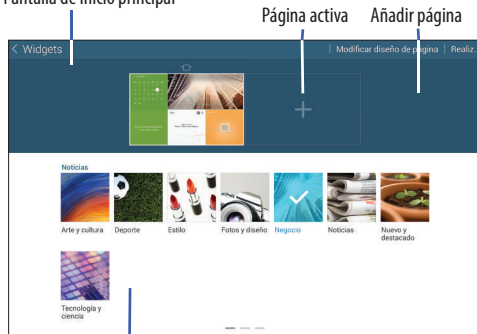 Pantalla de inicio principal
Página activa
Añadir página
Widgets
Modificar diseño de página
Realiz
Noticias
Arte y cultura
Deporte
Estilo
Fotos y diseño
Negocio
Noticias
Nuevo y
destacado
Tecnología y
ciencia